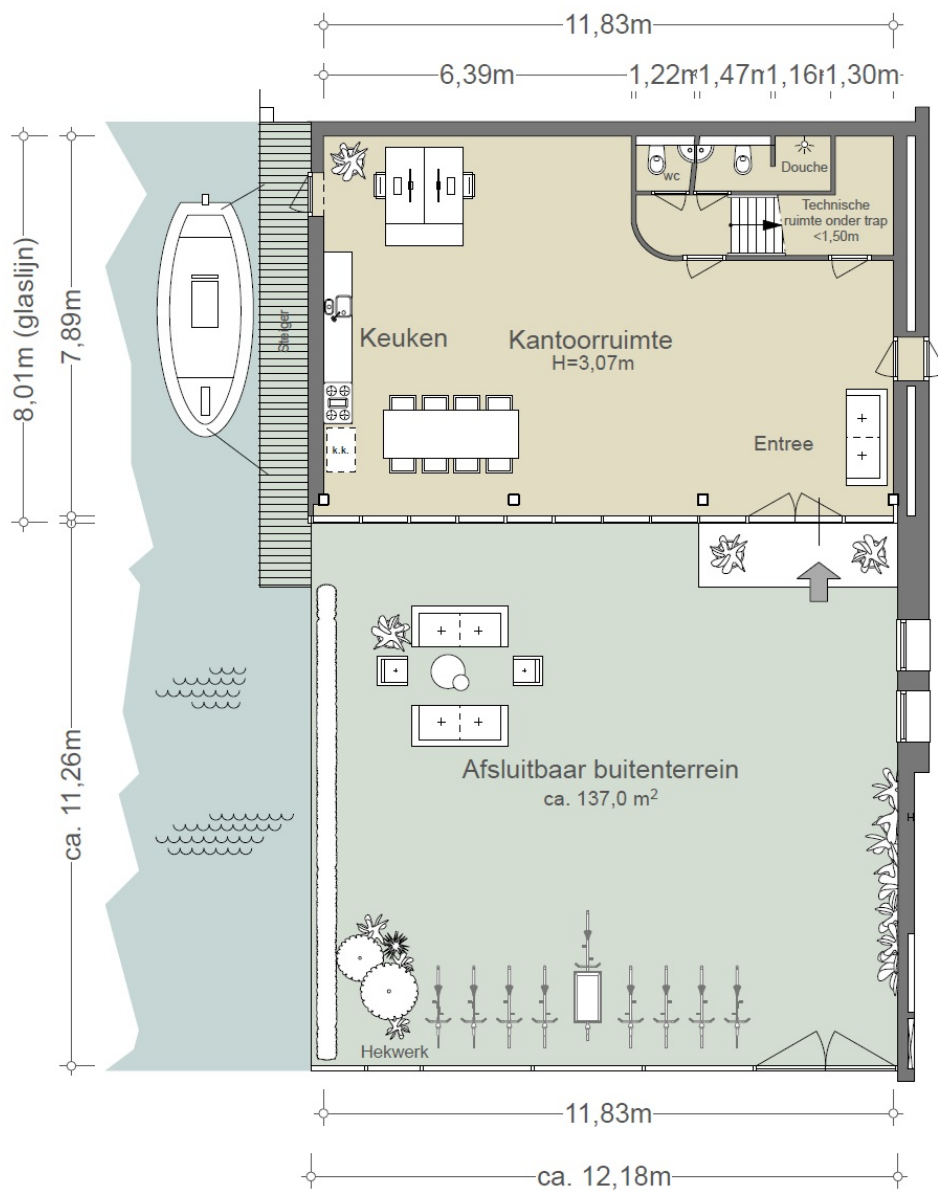 11,83m
6,39m
1,22m
1,47m
1,16m
1,30m
8,01m (glaslijn)
7,89m
wc
Douche
Technische
ruimte onder trap
<1,50m
Steiger
Keuken
Kantoorruimte
H=3,07m
k.k.
Entree
ca. 11,26m
Afsluitbaar buitenterrein
ca. 137,0 m²
H
Hekwerk
11,83m
ca. 12,18m